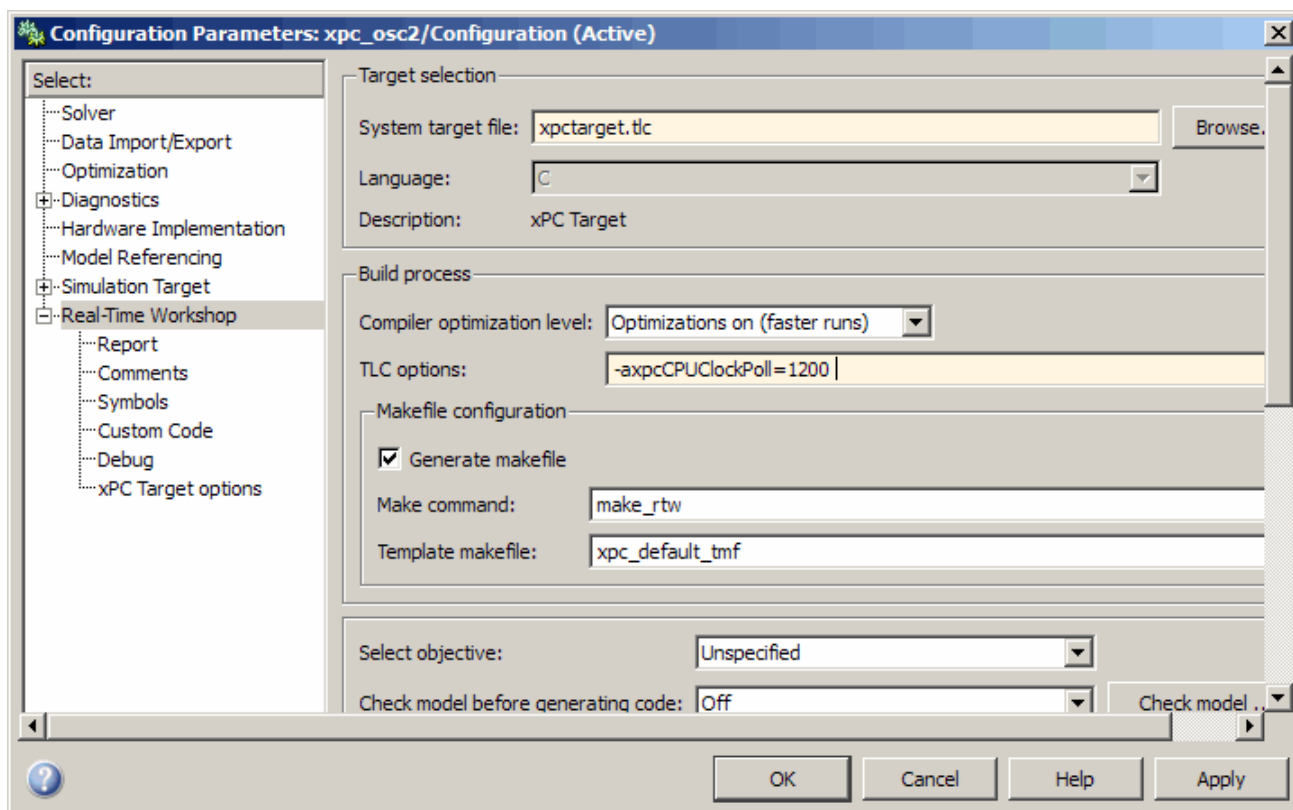 Configuration Parameters: xpc_osc2/Configuration (Active)
Select:
Solver
Data Import/Export
Optimization
Diagnostics
Hardware Implementation
Model Referencing
Simulation Target
Real-Time Workshop
Report
Comments
Symbols
Custom Code
Debug
xPC Target options
Target selection
System target file: xpctarget.tlc Browse.
Language: C
Description: xPC Target
Build process
Compiler optimization level: Optimizations on (faster runs)
TLC options: -axpcCPUClockPoll=1200
Makefile configuration
Generate makefile
Make command: make_rtw
Template makefile: xpc_default_tmf
Select objective: Unspecified
Check model before generating code: Off Check model ..
? OK Cancel Help Apply